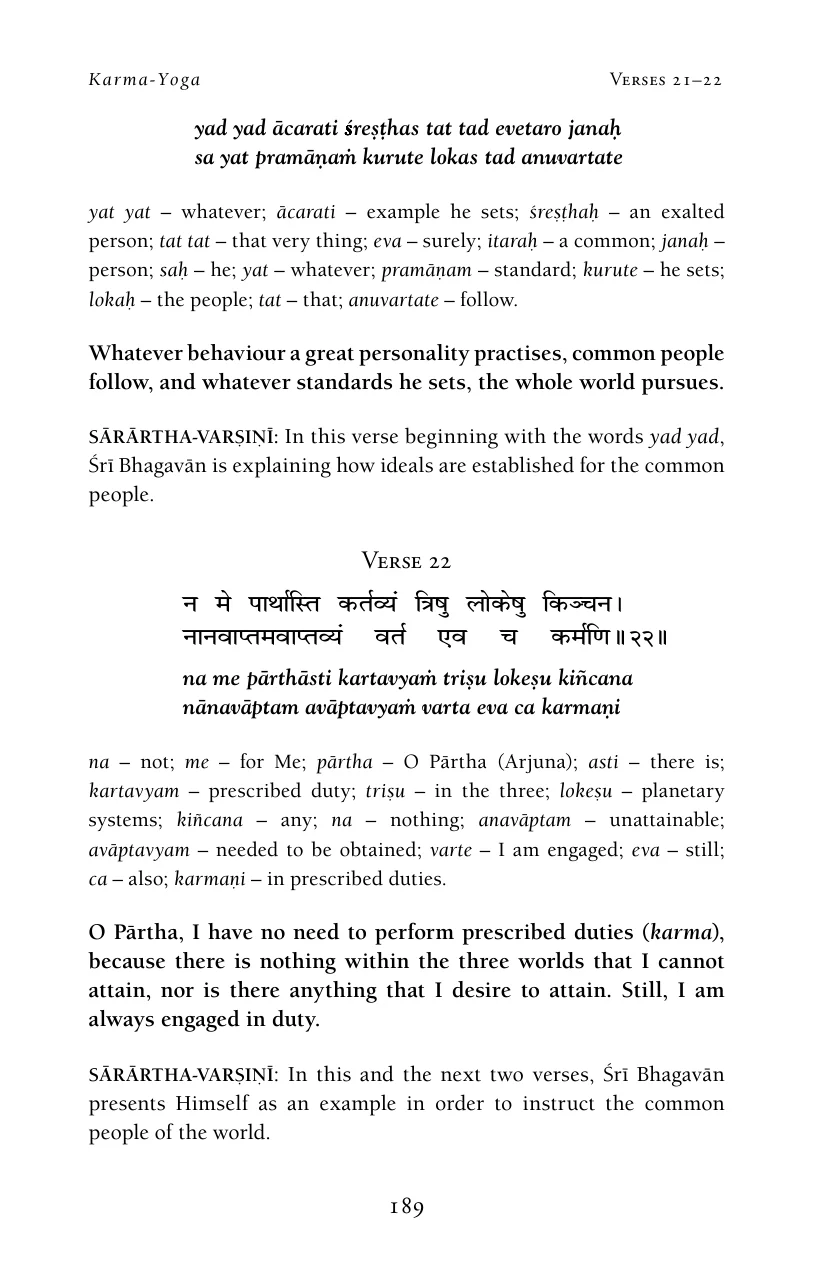 Karma-Yoga Verses 21–22
yad yad ācarati śreṣṭhas tat tad evetaro janaḥ
sa yat pramāṇaṁ kurute lokas tad anuvartate
yat yat – whatever; ācarati – example he sets; śreṣṭhaḥ – an exalted
person; tat tat – that very thing; eva – surely; itaraḥ – a common; janaḥ –
person; saḥ – he; yat – whatever; pramāṇam – standard; kurute – he sets;
lokaḥ – the people; tat – that; anuvartate – follow.
Whatever behaviour a great personality practises, common people
follow, and whatever standards he sets, the whole world pursues.
SĀRĀRTHA-VARṢIṆĪ: In this verse beginning with the words yad yad,
Śrī Bhagavān is explaining how ideals are established for the common
people.
Verse 22
न मे पार्थास्ति कर्तव्यं त्रिषु लोकेषु किञ्चन।
नानवाप्तमवाप्तव्यं वर्त एव च कर्मणि॥२२॥
na me pārthāsti kartavyaṁ triṣu lokeṣu kiñcana
nānavāptam avāptavyaṁ varta eva ca karmaṇi
na – not; me – for Me; pārtha – O Pārtha (Arjuna); asti – there is;
kartavyam – prescribed duty; triṣu – in the three; lokeṣu – planetary
systems; kiñcana – any; na – nothing; anavāptam – unattainable;
avāptavyam – needed to be obtained; varte – I am engaged; eva – still;
ca – also; karmaṇi – in prescribed duties.
O Pārtha, I have no need to perform prescribed duties (karma),
because there is nothing within the three worlds that I cannot
attain, nor is there anything that I desire to attain. Still, I am
always engaged in duty.
SĀRĀRTHA-VARṢIṆĪ: In this and the next two verses, Śrī Bhagavān
presents Himself as an example in order to instruct the common
people of the world.
189